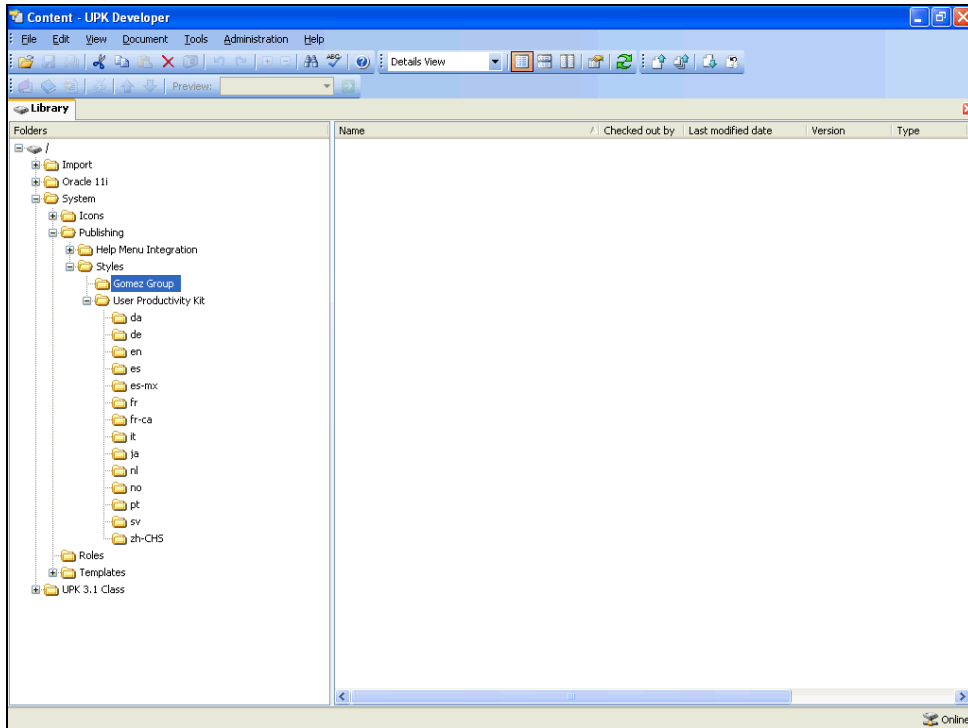 Content - UPK Developer
File Edit View Document Tools Administration Help
ABC Details View
Preview:
Library
Folders
Name / Checked out by Last modified date Version Type
/
Import
Oracle 11i
System
Icons
Publishing
Help Menu Integration
Styles
Gomez Group
User Productivity Kit
da
de
en
es
es-mx
fr
fr-ca
it
ja
nl
no
pt
sv
zh-CHS
Roles
Templates
UPK 3.1 Class
Online